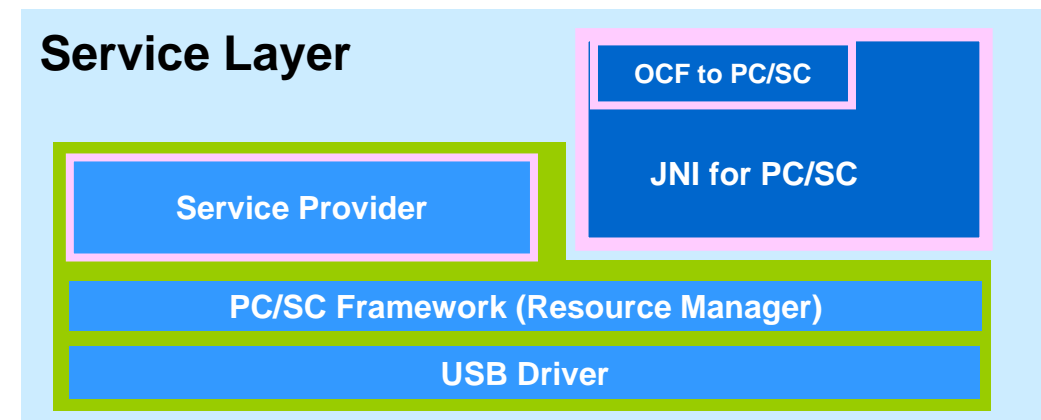 Service Layer
OCF to PC/SC
JNI for PC/SC
Service Provider
PC/SC Framework (Resource Manager)
USB Driver